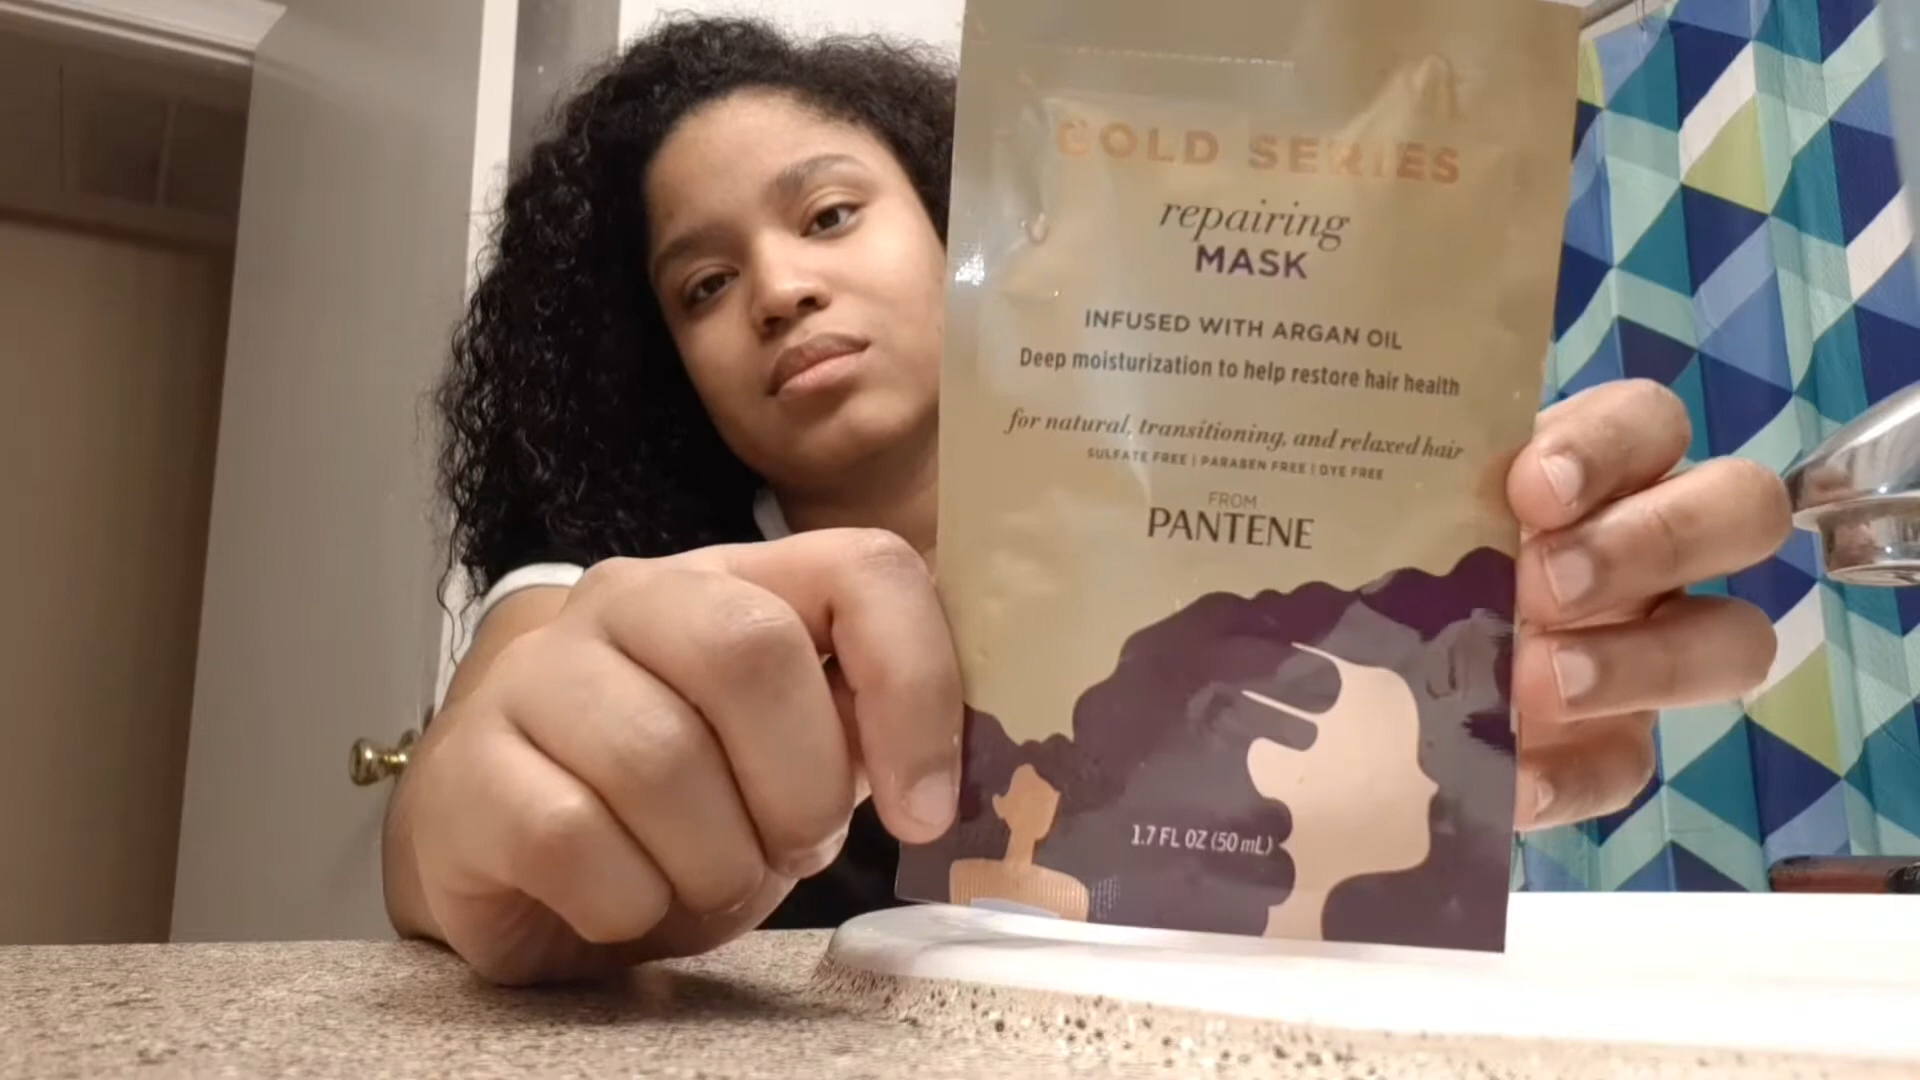 GOLD SERIES
repairing
MASK
INFUSED WITH ARGAN OIL
Deep moisturization to help restore hair health
for natural, transitioning, and relaxed hair
SULFATE FREE | PARABEN FREE | DYE FREE
FROM
PANTENE
1.7 FL OZ (50 mL)